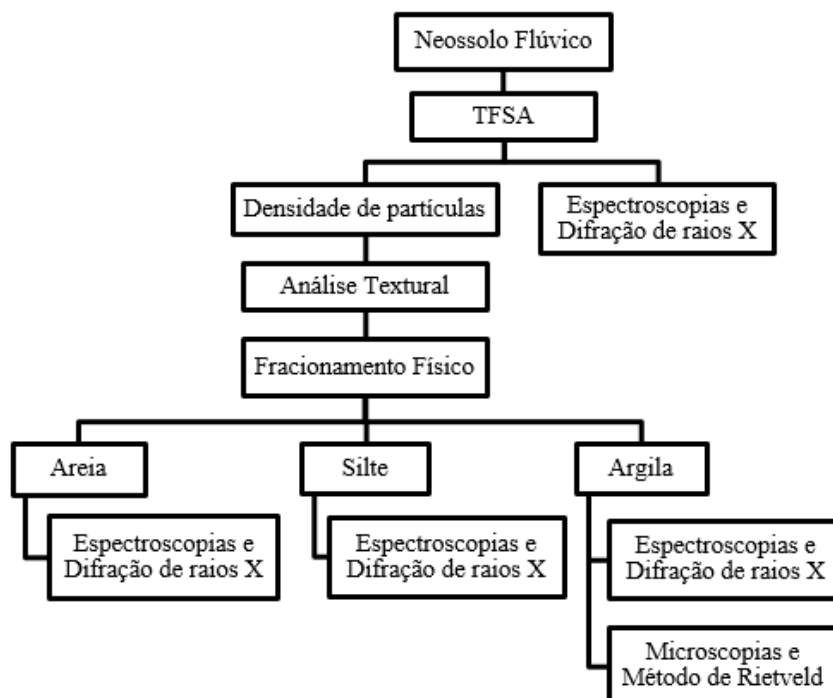 Neossolo Flúvico
TFSA
Densidade de partículas
Espectroscopias e
Difração de raios X
Análise Textural
Fracionamento Físico
Areia
Silte
Argila
Espectroscopias e
Difração de raios X
Espectroscopias e
Difração de raios X
Espectroscopias e
Difração de raios X
Microscopias e
Método de Rietveld